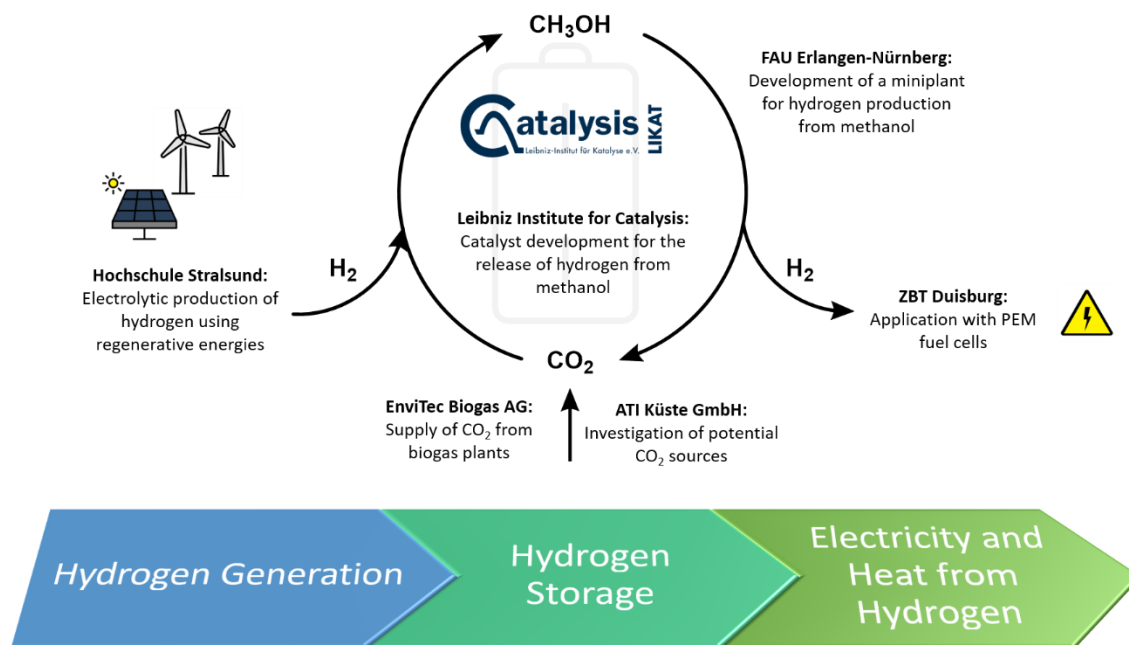 CH₃OH
FAU Erlangen-Nürnberg:
Development of a miniplant
for hydrogen production
from methanol
Catalysis
LIKAT
Leibniz-Institut für Katalyse e.V.
Leibniz Institute for Catalysis:
Catalyst development for the
release of hydrogen from
methanol
Hochschule Stralsund:
Electrolytic production of
hydrogen using
regenerative energies
H₂
H₂
ZBT Duisburg:
Application with PEM
fuel cells
CO₂
EnviTec Biogas AG:
Supply of CO₂ from
biogas plants
ATI Küste GmbH:
Investigation of potential
CO₂ sources
Hydrogen Generation
Hydrogen
Storage
Electricity and
Heat from
Hydrogen